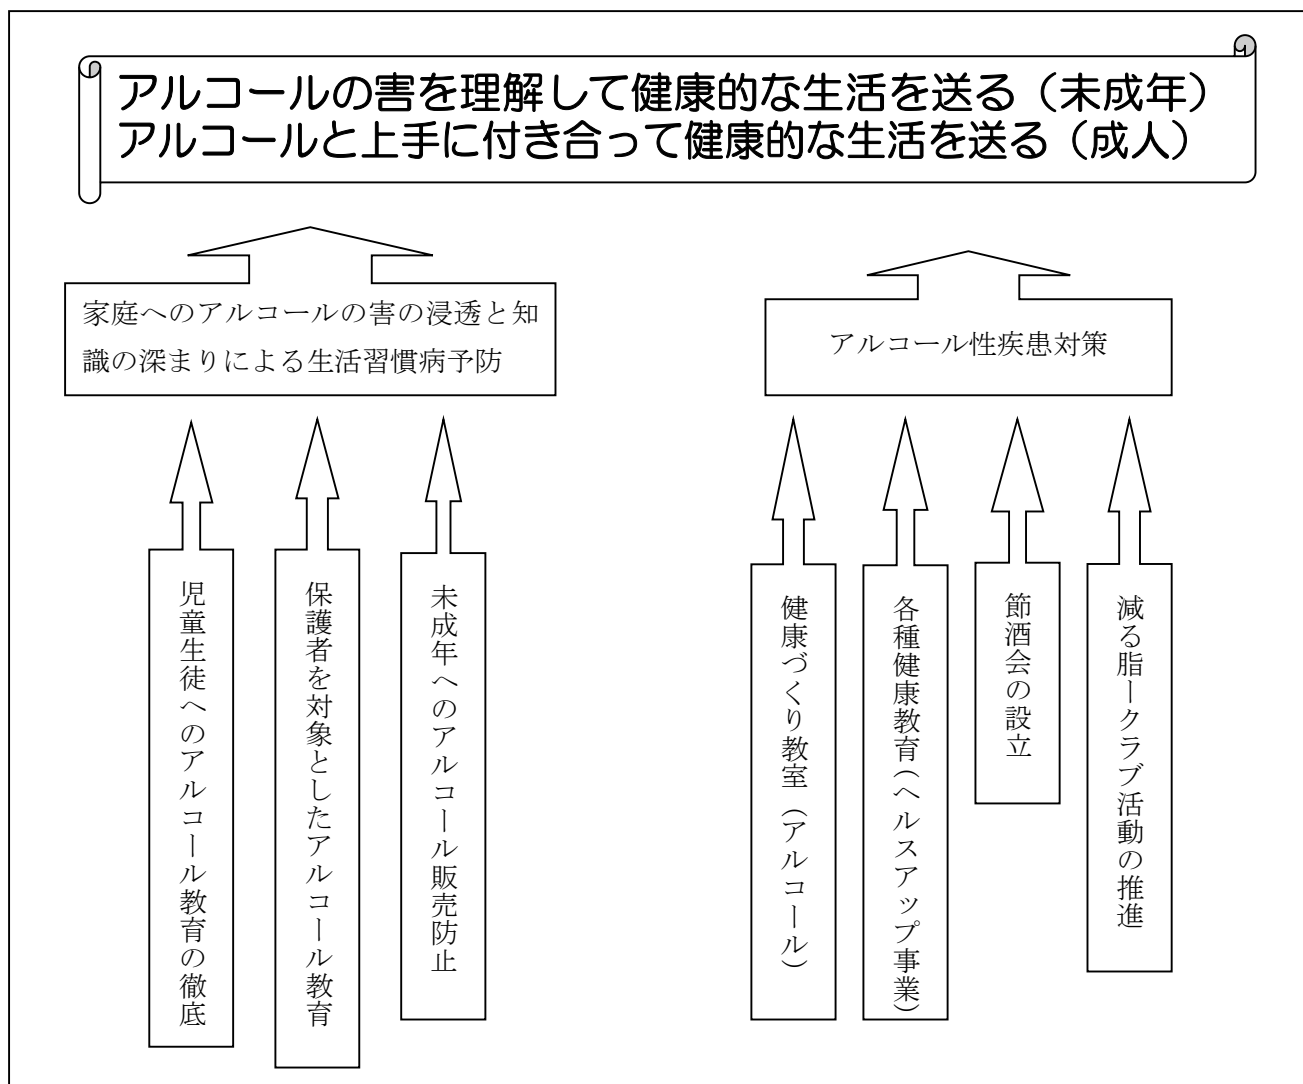 アルコールの害を理解して健康的な生活を送る（未成年）
アルコールと上手に付き合って健康的な生活を送る（成人）
家庭へのアルコールの害の浸透と知
識の深まりによる生活習慣病予防
アルコール性疾患対策
児童生徒へのアルコール教育の徹底
保護者を対象としたアルコール教育
未成年へのアルコール販売防止
健康づくり教室（アルコール）
各種健康教育（ヘルスアップ事業）
節酒会の設立
減る脂ークラブ活動の推進